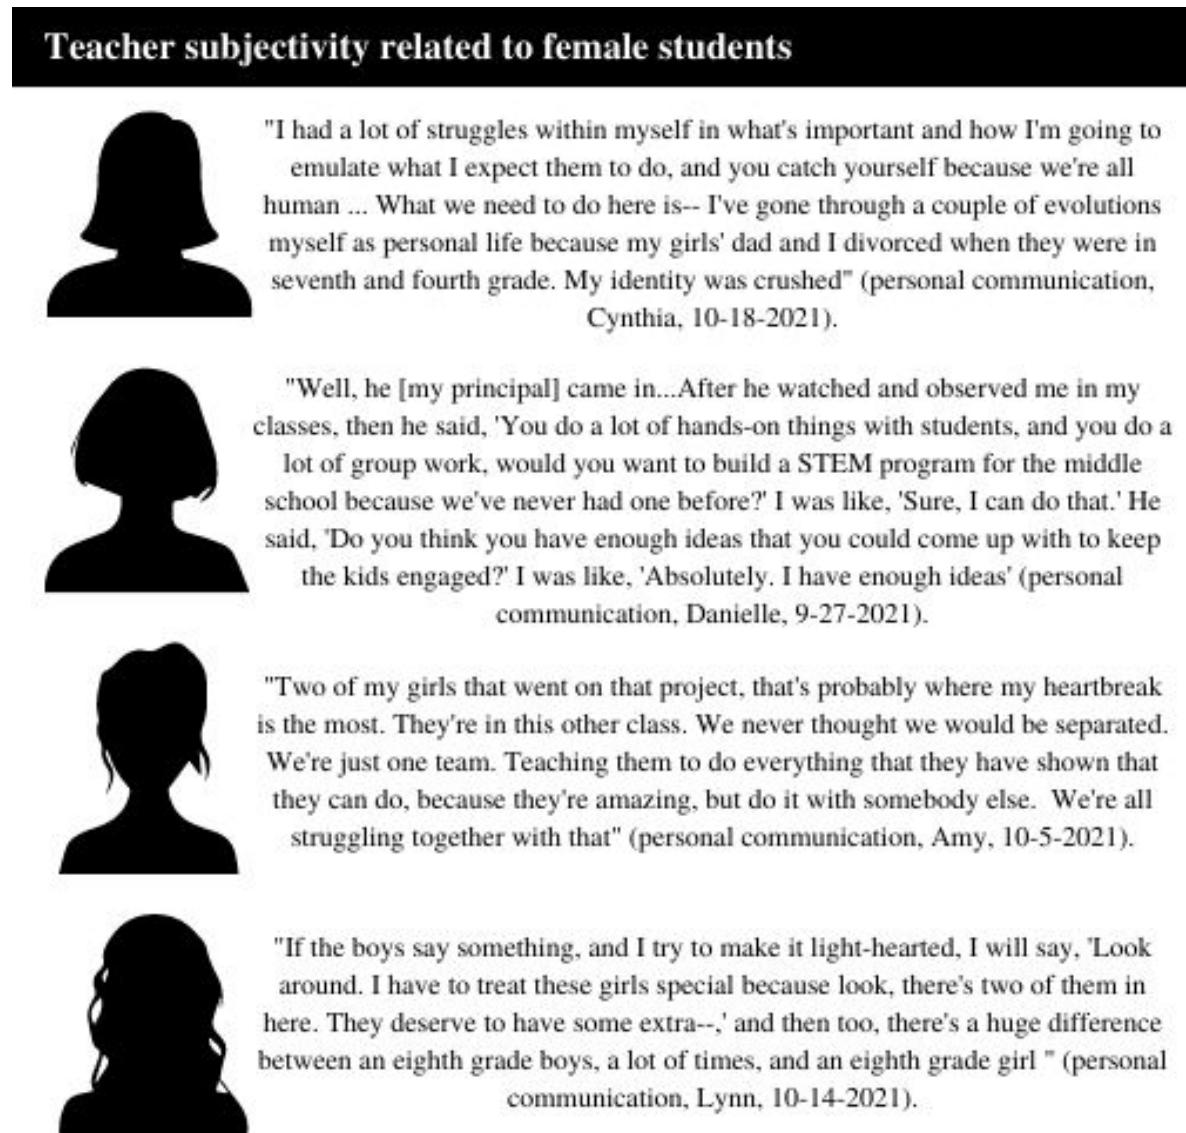 Teacher subjectivity related to female students
"I had a lot of struggles within myself in what's important and how I'm going to
emulate what I expect them to do, and you catch yourself because we're all
human ... What we need to do here is-- I've gone through a couple of evolutions
myself as personal life because my girls' dad and I divorced when they were in
seventh and fourth grade. My identity was crushed" (personal communication,
Cynthia, 10-18-2021).
"Well, he [my principal] came in...After he watched and observed me in my
classes, then he said, 'You do a lot of hands-on things with students, and you do a
lot of group work, would you want to build a STEM program for the middle
school because we've never had one before?' I was like, 'Sure, I can do that.' He
said, 'Do you think you have enough ideas that you could come up with to keep
the kids engaged?' I was like, 'Absolutely. I have enough ideas' (personal
communication, Danielle, 9-27-2021).
"Two of my girls that went on that project, that's probably where my heartbreak
is the most. They're in this other class. We never thought we would be separated.
We're just one team. Teaching them to do everything that they have shown that
they can do, because they're amazing, but do it with somebody else.  We're all
struggling together with that" (personal communication, Amy, 10-5-2021).
"If the boys say something, and I try to make it light-hearted, I will say, 'Look
around. I have to treat these girls special because look, there's two of them in
here. They deserve to have some extra--,' and then too, there's a huge difference
between an eighth grade boys, a lot of times, and an eighth grade girl " (personal
communication, Lynn, 10-14-2021).